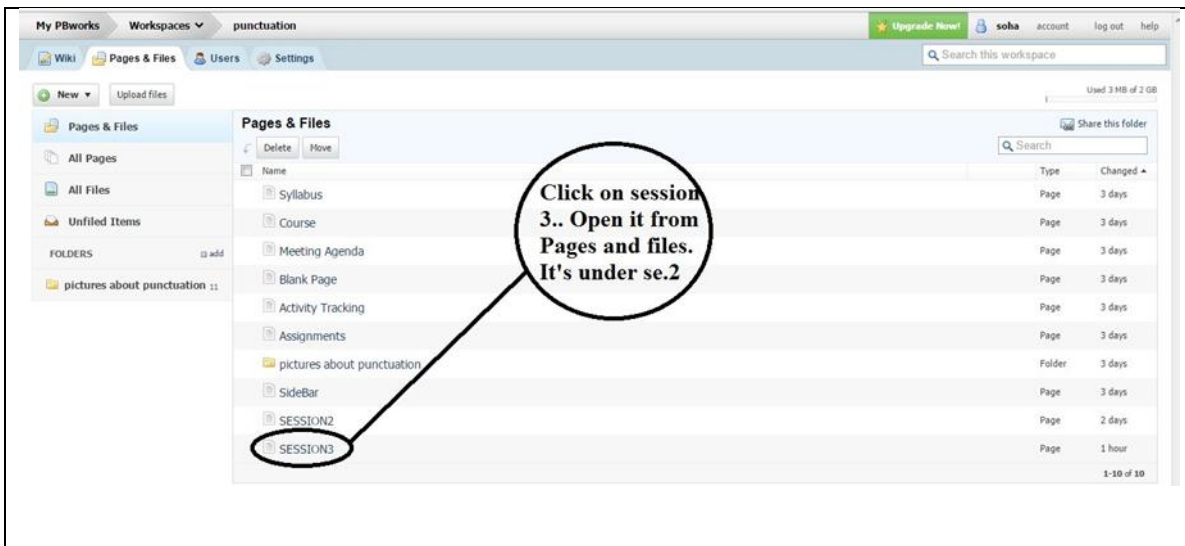 My PBworks Workspaces punctuation Upgrade Now! soha account log out help
Wiki Pages & Files Users Settings Search this workspace
New Upload files Used 3 MB of 2 GB
Pages & Files
All Pages
All Files
Unfiled Items
FOLDERS add
pictures about punctuation 11
Pages & Files Share this folder
Delete Move Search
Name Type Changed
Syllabus Page 3 days
Course Page 3 days
Meeting Agenda Page 3 days
Blank Page Page 3 days
Activity Tracking Page 3 days
Assignments Page 3 days
pictures about punctuation Folder 3 days
SideBar Page 3 days
SESSION2 Page 2 days
SESSION3 Page 1 hour
1-10 of 10
Click on session
3.. Open it from
Pages and files.
It's under se.2